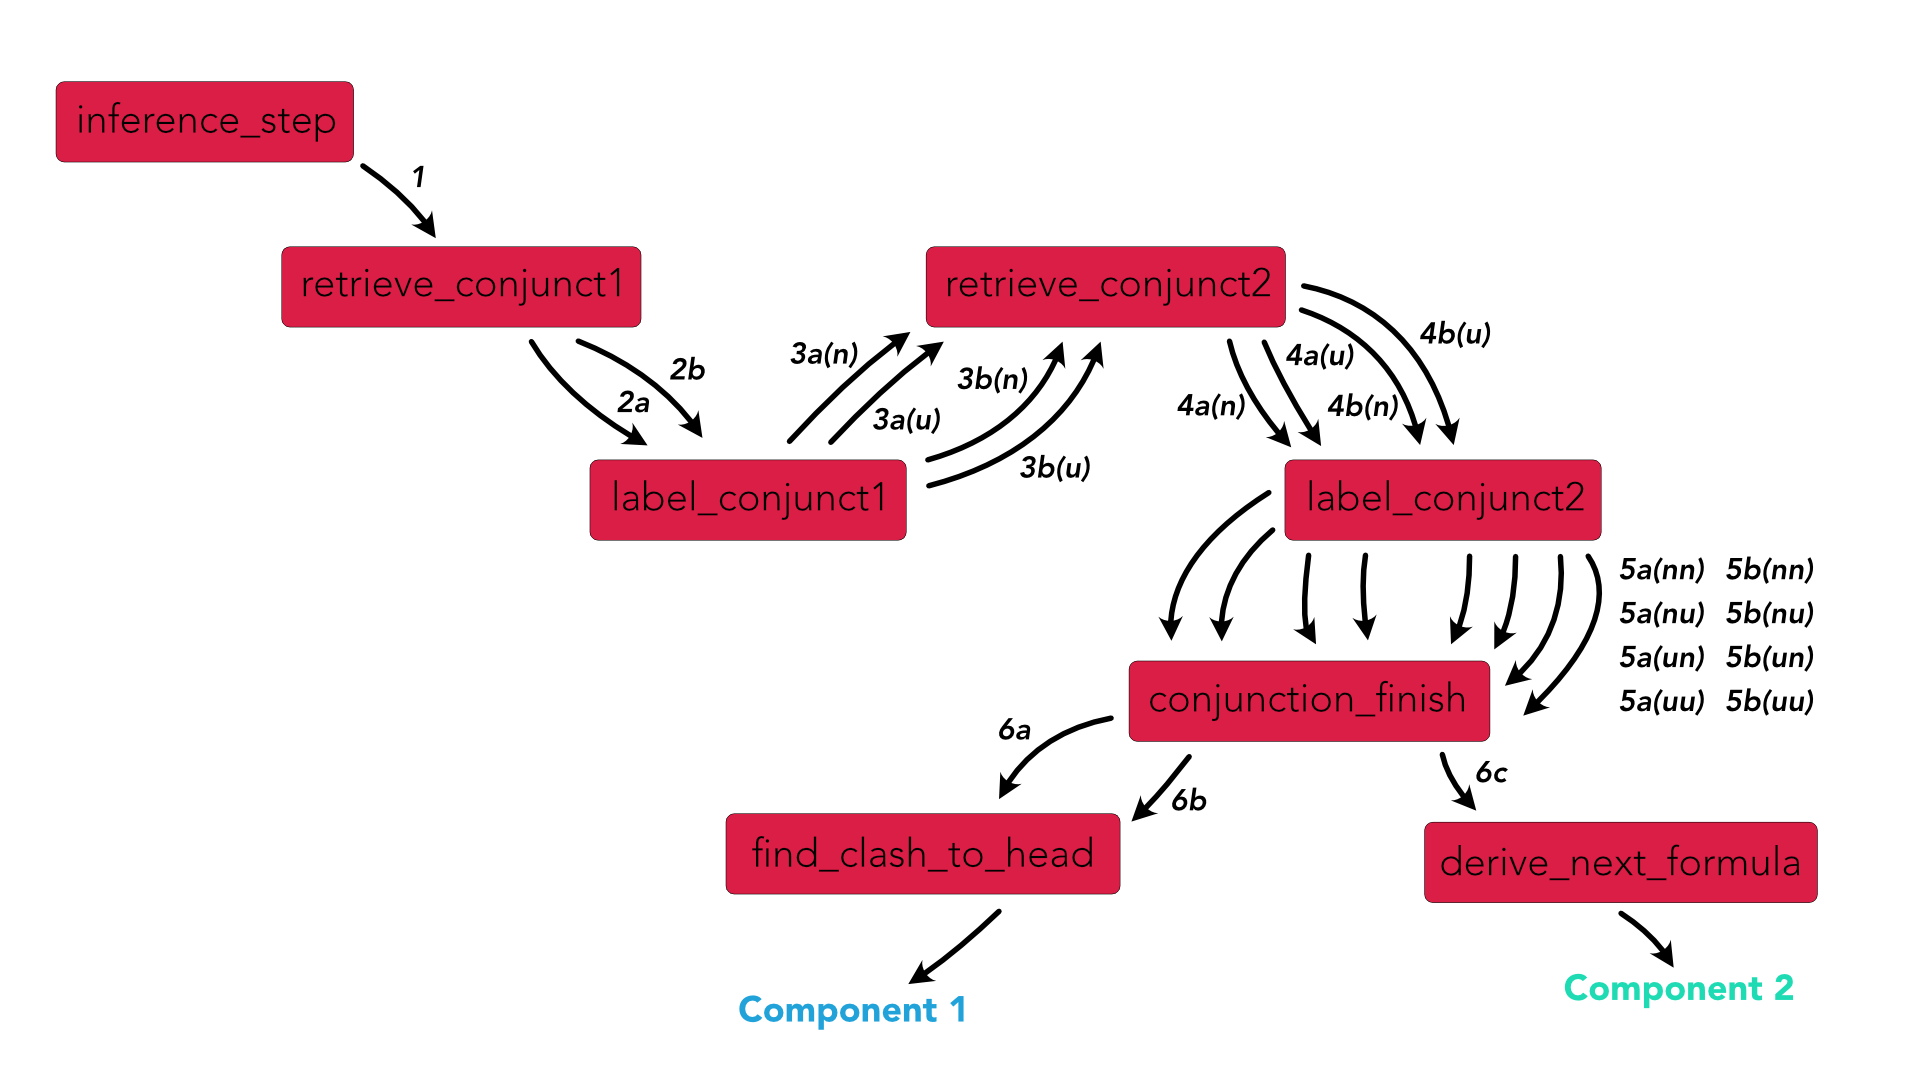 inference_step
1
retrieve_conjunct1
retrieve_conjunct2
2b
2a
3a(n)
3a(u)
3b(n)
3b(u)
4a(n)
4a(u)
4b(n)
4b(u)
label_conjunct1
label_conjunct2
5a(nn) 5b(nn)
5a(nu) 5b(nu)
5a(un) 5b(un)
5a(uu) 5b(uu)
conjunction_finish
6a
6b
6c
find_clash_to_head
derive_next_formula
Component 1
Component 2